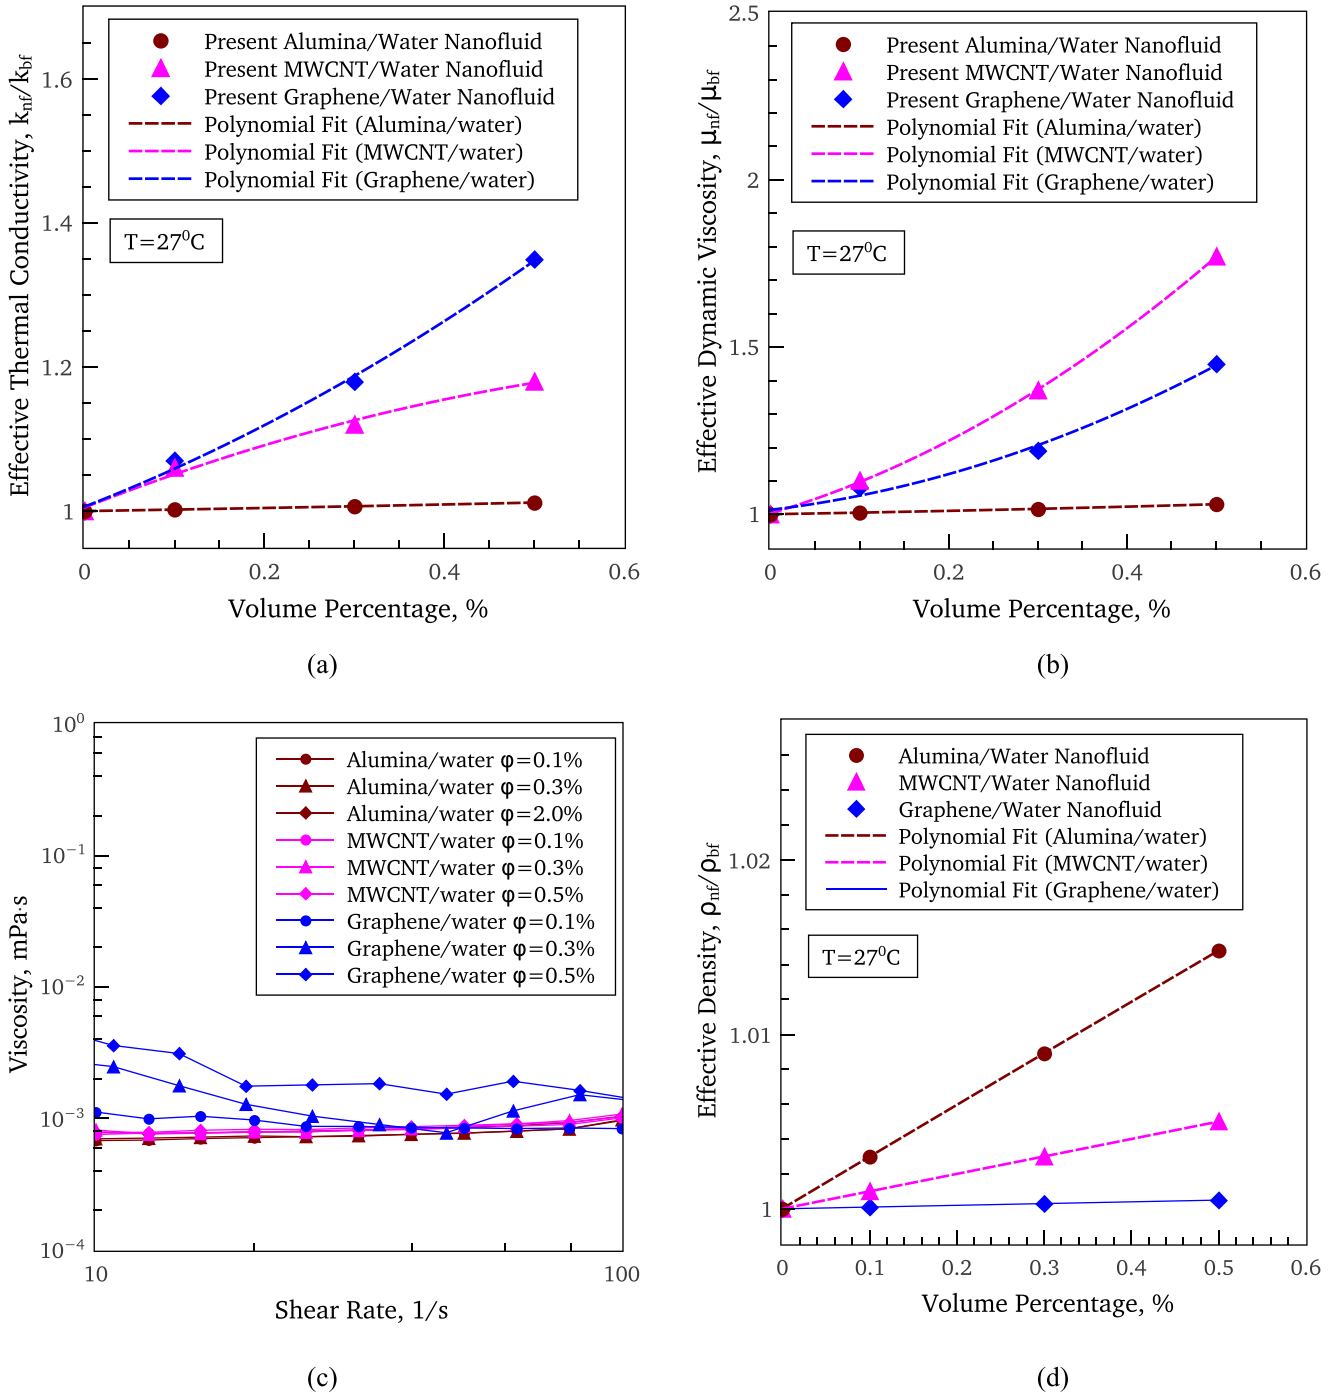 Present Alumina/Water Nanofluid
Present MWCNT/Water Nanofluid
Present Graphene/Water Nanofluid
Polynomial Fit (Alumina/water)
Polynomial Fit (MWCNT/water)
Polynomial Fit (Graphene/water)
T=27⁰C
Effective Thermal Conductivity, kₙf/k_bf
1.6
1.4
1.2
1
0
0.2
0.4
0.6
Volume Percentage, %
(a)
Present Alumina/Water Nanofluid
Present MWCNT/Water Nanofluid
Present Graphene/Water Nanofluid
Polynomial Fit (Alumina/water)
Polynomial Fit (MWCNT/water)
Polynomial Fit (Graphene/water)
T=27⁰C
Effective Dynamic Viscosity, μₙf/μ_bf
2.5
2
1.5
1
0
0.2
0.4
0.6
Volume Percentage, %
(b)
Alumina/water φ=0.1%
Alumina/water φ=0.3%
Alumina/water φ=2.0%
MWCNT/water φ=0.1%
MWCNT/water φ=0.3%
MWCNT/water φ=0.5%
Graphene/water φ=0.1%
Graphene/water φ=0.3%
Graphene/water φ=0.5%
Viscosity, mPa·s
10⁰
10⁻¹
10⁻²
10⁻³
10⁻⁴
10
100
Shear Rate, 1/s
(c)
Alumina/Water Nanofluid
MWCNT/Water Nanofluid
Graphene/Water Nanofluid
Polynomial Fit (Alumina/water)
Polynomial Fit (MWCNT/water)
Polynomial Fit (Graphene/water)
T=27⁰C
Effective Density, ρₙf/ρ_bf
1.02
1.01
1
0
0.1
0.2
0.3
0.4
0.5
0.6
Volume Percentage, %
(d)